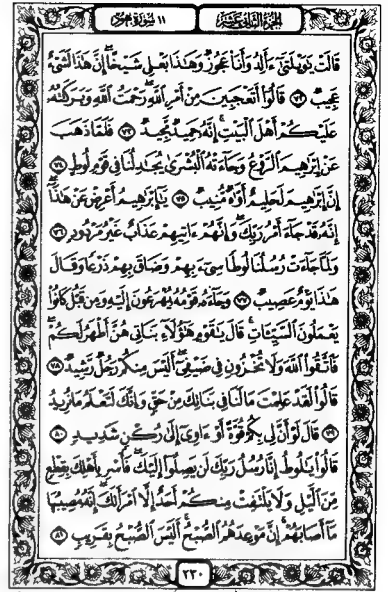 الجزء الثاني عشر
١١ سورة هود
قَالَتْ يَٰوَيْلَتَىٰٓ ءَأَلِدُ وَأَنَا۠ عَجُوزٌ وَهَٰذَا بَعْلِى شَيْخًا ۖ إِنَّ هَٰذَا لَشَىْءٌ
عَجِيبٌ ٧٢ قَالُوٓا۟ أَتَعْجَبِينَ مِنْ أَمْرِ ٱللَّهِ ۖ رَحْمَتُ ٱللَّهِ وَبَرَكَٰتُهُۥ
عَلَيْكُمْ أَهْلَ ٱلْبَيْتِ ۚ إِنَّهُۥ حَمِيدٌ مَّجِيدٌ ٧٣ فَلَمَّا ذَهَبَ
عَنْ إِبْرَٰهِيمَ ٱلرَّوْعُ وَجَآءَتْهُ ٱلْبُشْرَىٰ يُجَٰدِلُنَا فِى قَوْمِ لُوطٍ ٧٤
إِنَّ إِبْرَٰهِيمَ لَحَلِيمٌ أَوَّٰهٌ مُّنِيبٌ ٧٥ يَٰٓإِبْرَٰهِيمُ أَعْرِضْ عَنْ هَٰذَآ ۖ
إِنَّهُۥ قَدْ جَآءَ أَمْرُ رَبِّكَ ۖ وَإِنَّهُمْ ءَاتِيهِمْ عَذَابٌ غَيْرُ مَرْدُودٍ ٧٦
وَلَمَّا جَآءَتْ رُسُلُنَا لُوطًا سِىٓءَ بِهِمْ وَضَاقَ بِهِمْ ذَرْعًا وَقَالَ
هَٰذَا يَوْمٌ عَصِيبٌ ٧٧ وَجَآءَهُۥ قَوْمُهُۥ يُهْرَعُونَ إِلَيْهِ وَمِن قَبْلُ كَانُوا۟
يَعْمَلُونَ ٱلسَّيِّـَٔاتِ ۚ قَالَ يَٰقَوْمِ هَٰٓؤُلَآءِ بَنَاتِى هُنَّ أَطْهَرُ لَكُمْ ۖ
فَٱتَّقُوا۟ ٱللَّهَ وَلَا تُخْزُونِ فِى ضَيْفِىٓ ۖ أَلَيْسَ مِنكُمْ رَجُلٌ رَّشِيدٌ ٧٨
قَالُوا۟ لَقَدْ عَلِمْتَ مَا لَنَا فِى بَنَاتِكَ مِنْ حَقٍّ وَإِنَّكَ لَتَعْلَمُ مَا نُرِيدُ
٧٩ قَالَ لَوْ أَنَّ لِى بِكُمْ قُوَّةً أَوْ ءَاوِىٓ إِلَىٰ رُكْنٍ شَدِيدٍ ٨٠
قَالُوا۟ يَٰلُوطُ إِنَّا رُسُلُ رَبِّكَ لَن يَصِلُوٓا۟ إِلَيْكَ ۖ فَأَسْرِ بِأَهْلِكَ بِقِطْعٍ
مِّنَ ٱلَّيْلِ وَلَا يَلْتَفِتْ مِنكُمْ أَحَدٌ إِلَّا ٱمْرَأَتَكَ ۖ إِنَّهُۥ مُصِيبُهَا
مَآ أَصَابَهُمْ ۚ إِنَّ مَوْعِدَهُمُ ٱلصُّبْحُ ۚ أَلَيْسَ ٱلصُّبْحُ بِقَرِيبٍ ٨١
٢٣٠